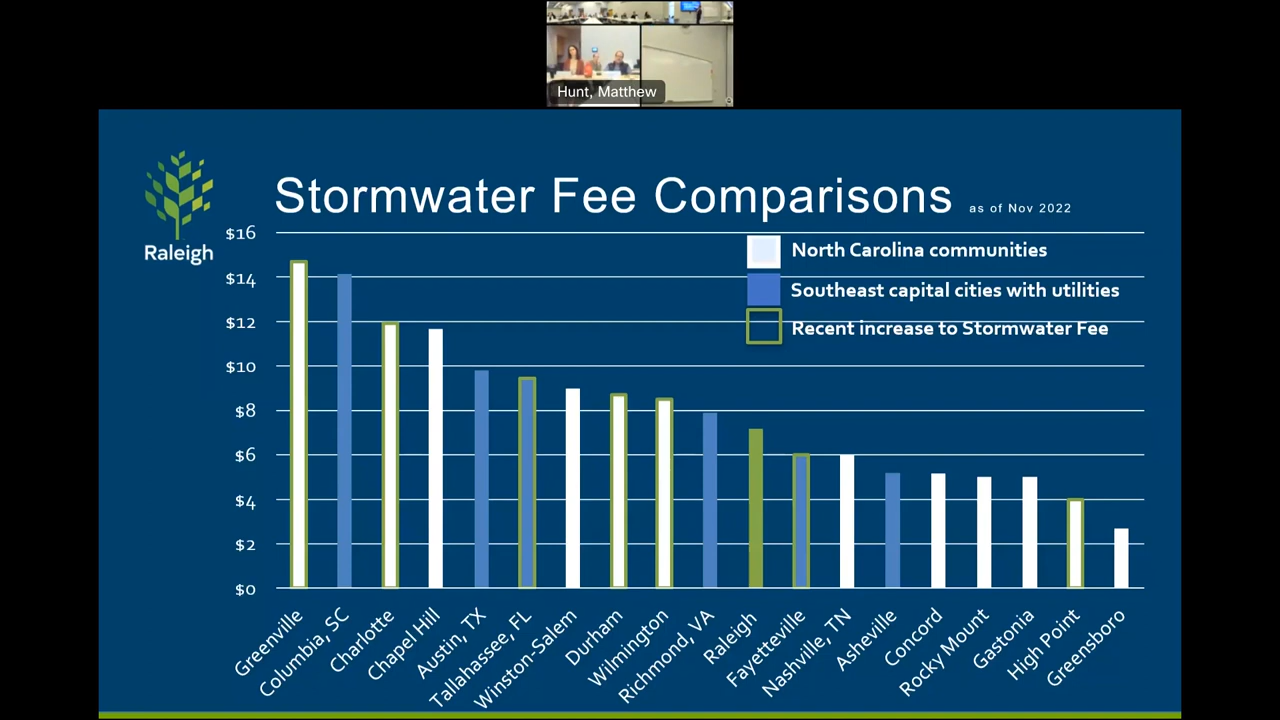 Hunt, Matthew
Raleigh
Stormwater Fee Comparisons as of Nov 2022
$16
$14
$12
$10
$8
$6
$4
$2
$0
North Carolina communities
Southeast capital cities with utilities
Recent increase to Stormwater Fee
Greenville
Columbia, SC
Charlotte
Chapel Hill
Austin, TX
Tallahassee, FL
Winston-Salem
Durham
Wilmington
Richmond, VA
Raleigh
Fayetteville
Nashville, TN
Asheville
Concord
Rocky Mount
Gastonia
High Point
Greensboro